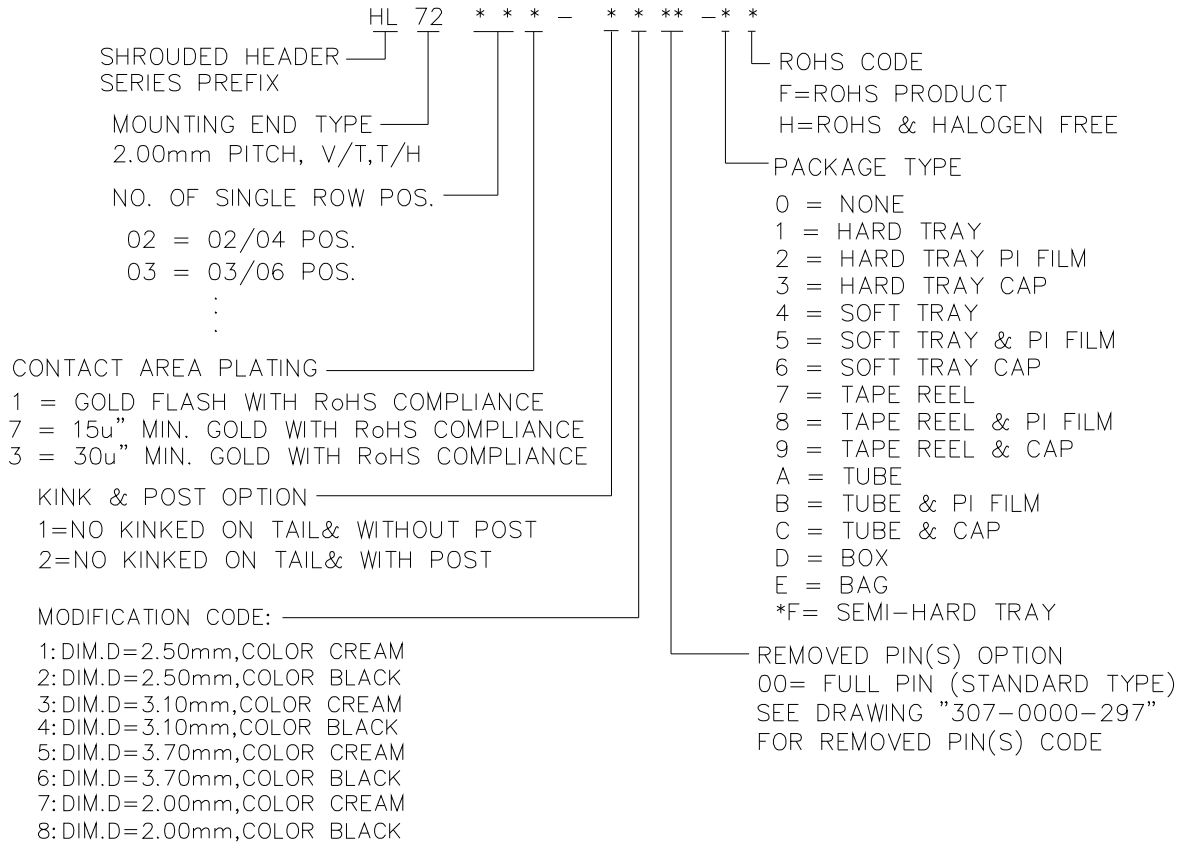 HL 72 * * * - * * ** -* *
SHROUDED HEADER
SERIES PREFIX
MOUNTING END TYPE
2.00mm PITCH, V/T,T/H
NO. OF SINGLE ROW POS.
02 = 02/04 POS.
03 = 03/06 POS.
.
.
.
CONTACT AREA PLATING
1 = GOLD FLASH WITH RoHS COMPLIANCE
7 = 15u" MIN. GOLD WITH RoHS COMPLIANCE
3 = 30u" MIN. GOLD WITH RoHS COMPLIANCE
KINK & POST OPTION
1=NO KINKED ON TAIL& WITHOUT POST
2=NO KINKED ON TAIL& WITH POST
MODIFICATION CODE:
1:DIM.D=2.50mm,COLOR CREAM
2:DIM.D=2.50mm,COLOR BLACK
3:DIM.D=3.10mm,COLOR CREAM
4:DIM.D=3.10mm,COLOR BLACK
5:DIM.D=3.70mm,COLOR CREAM
6:DIM.D=3.70mm,COLOR BLACK
7:DIM.D=2.00mm,COLOR CREAM
8:DIM.D=2.00mm,COLOR BLACK
ROHS CODE
F=ROHS PRODUCT
H=ROHS & HALOGEN FREE
PACKAGE TYPE
0 = NONE
1 = HARD TRAY
2 = HARD TRAY PI FILM
3 = HARD TRAY CAP
4 = SOFT TRAY
5 = SOFT TRAY & PI FILM
6 = SOFT TRAY CAP
7 = TAPE REEL
8 = TAPE REEL & PI FILM
9 = TAPE REEL & CAP
A = TUBE
B = TUBE & PI FILM
C = TUBE & CAP
D = BOX
E = BAG
*F= SEMI-HARD TRAY
REMOVED PIN(S) OPTION
00= FULL PIN (STANDARD TYPE)
SEE DRAWING "307-0000-297"
FOR REMOVED PIN(S) CODE